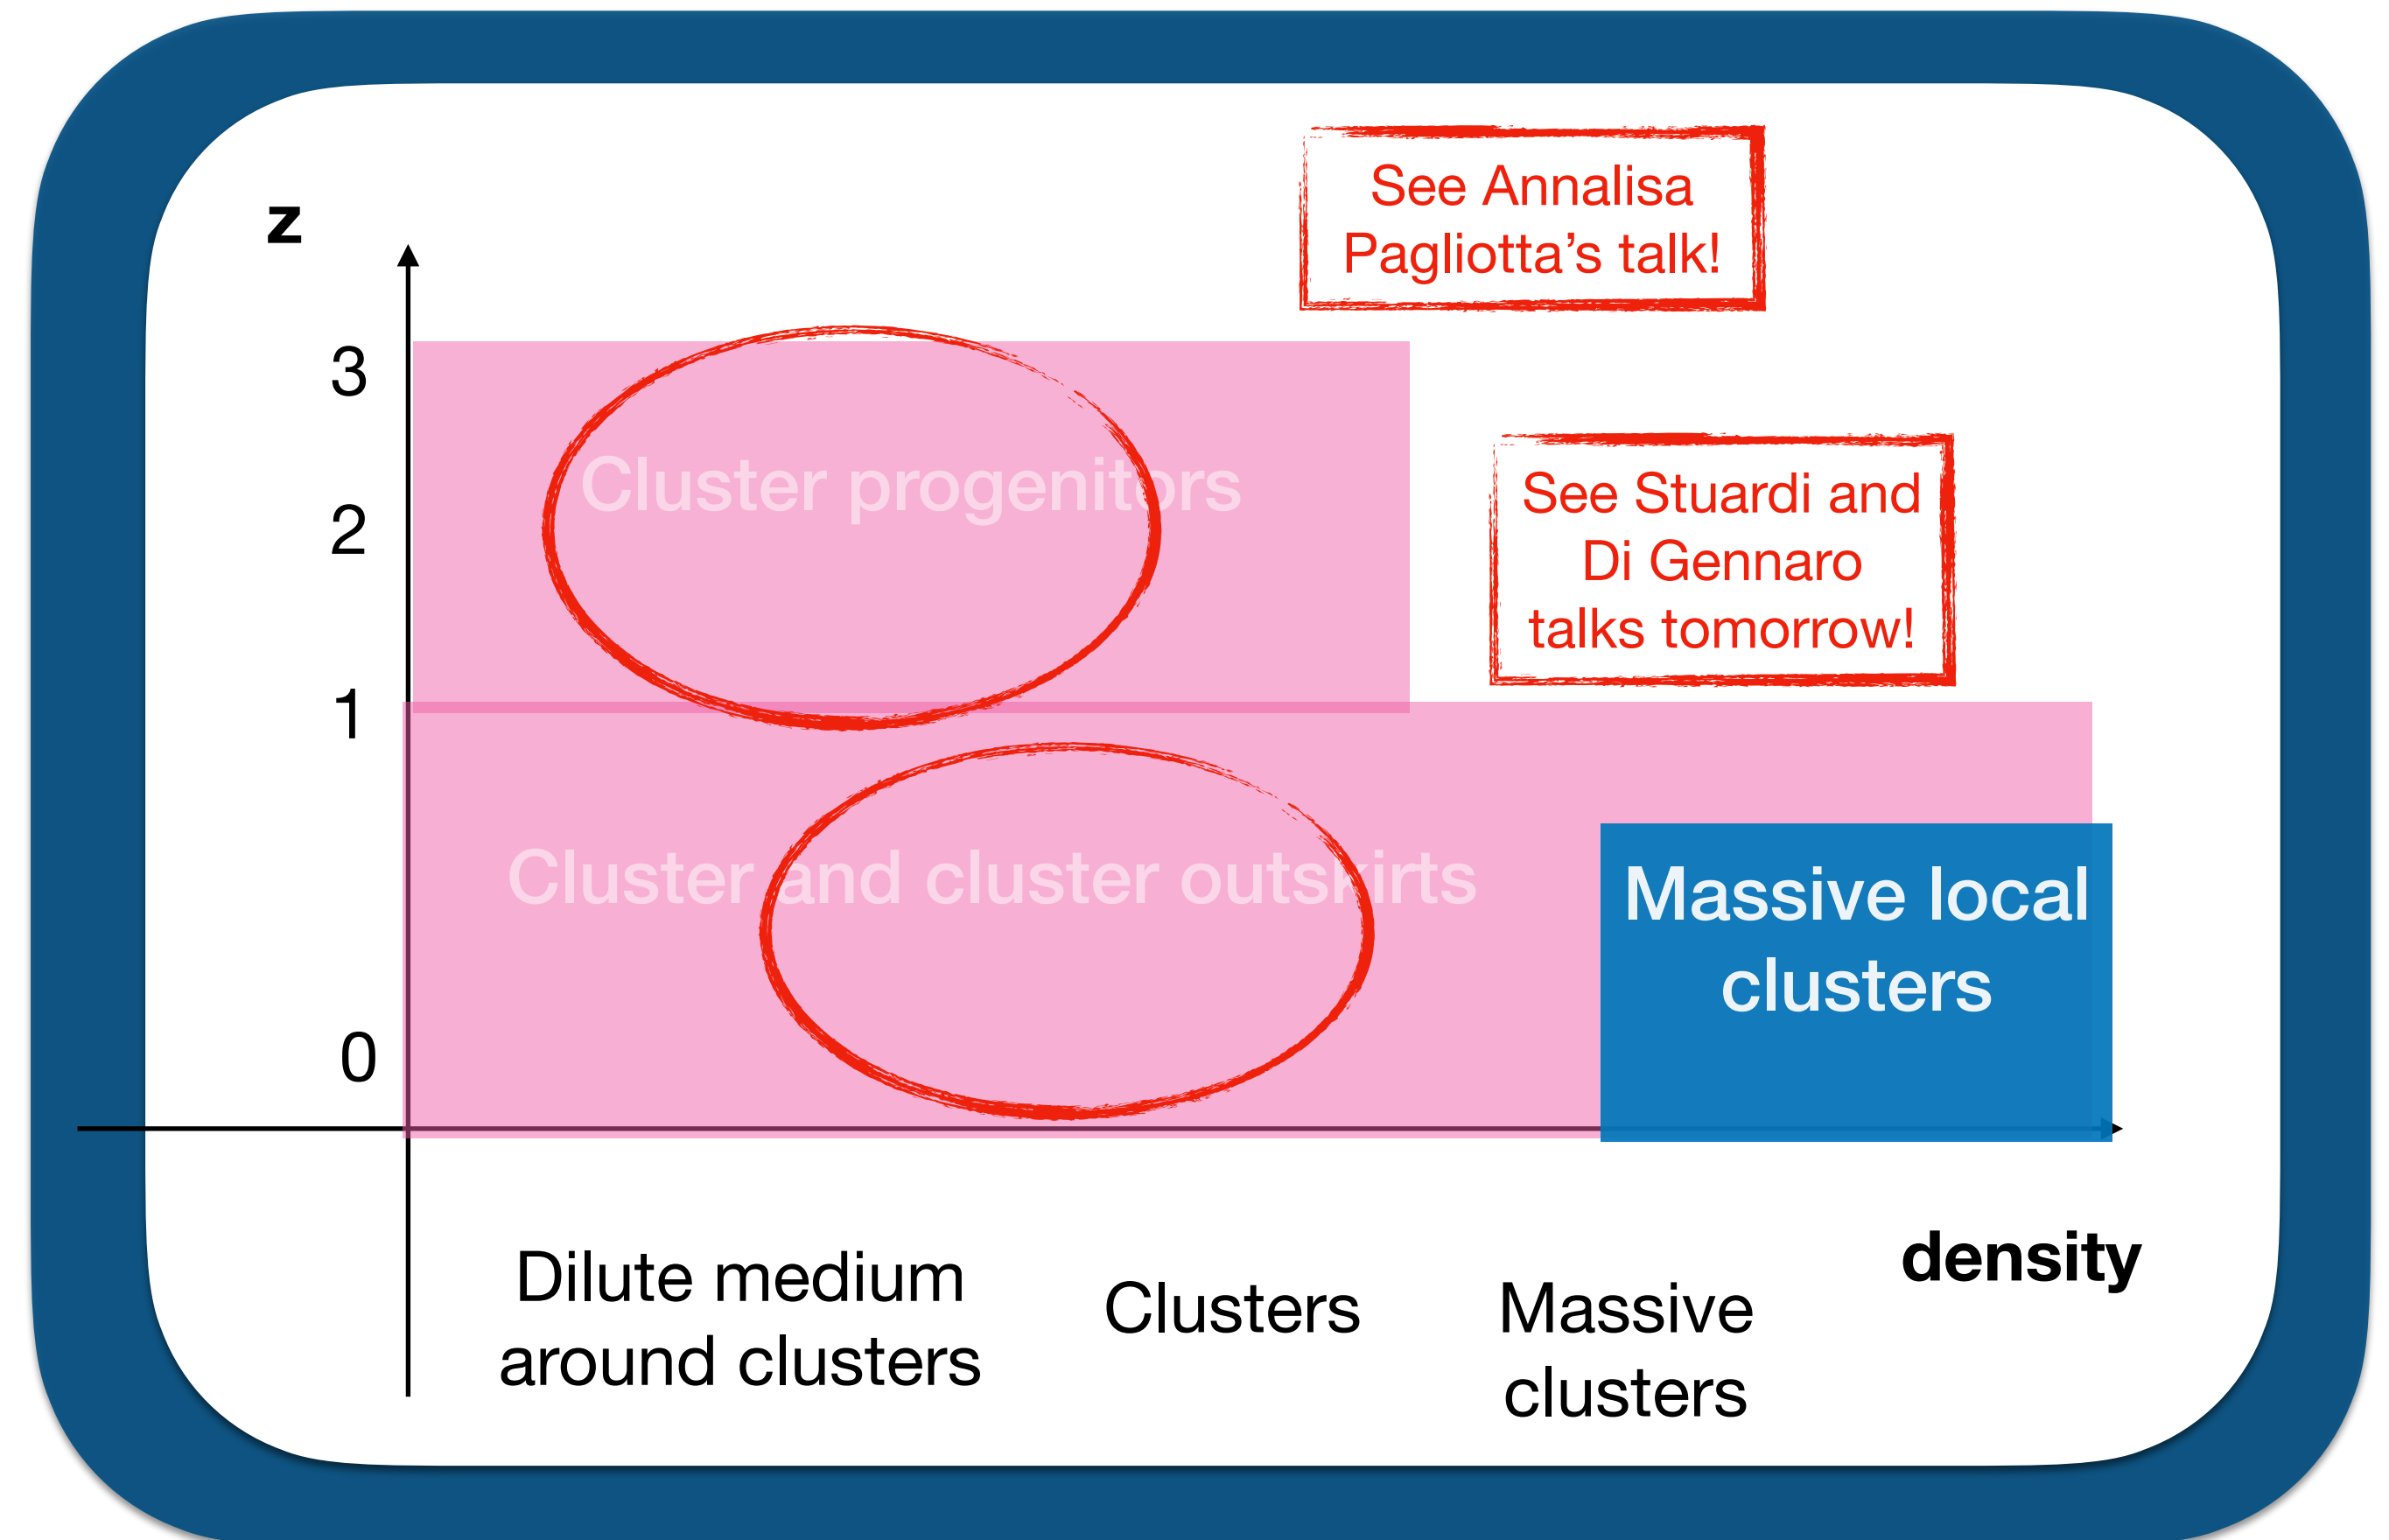 z
See Annalisa
Pagliotta’s talk!
3
Cluster progenitors
2
See Stuardi and
Di Gennaro
talks tomorrow!
1
Cluster and cluster outskirts
Massive local
clusters
0
density
Dilute medium
around clusters
Clusters
Massive
clusters